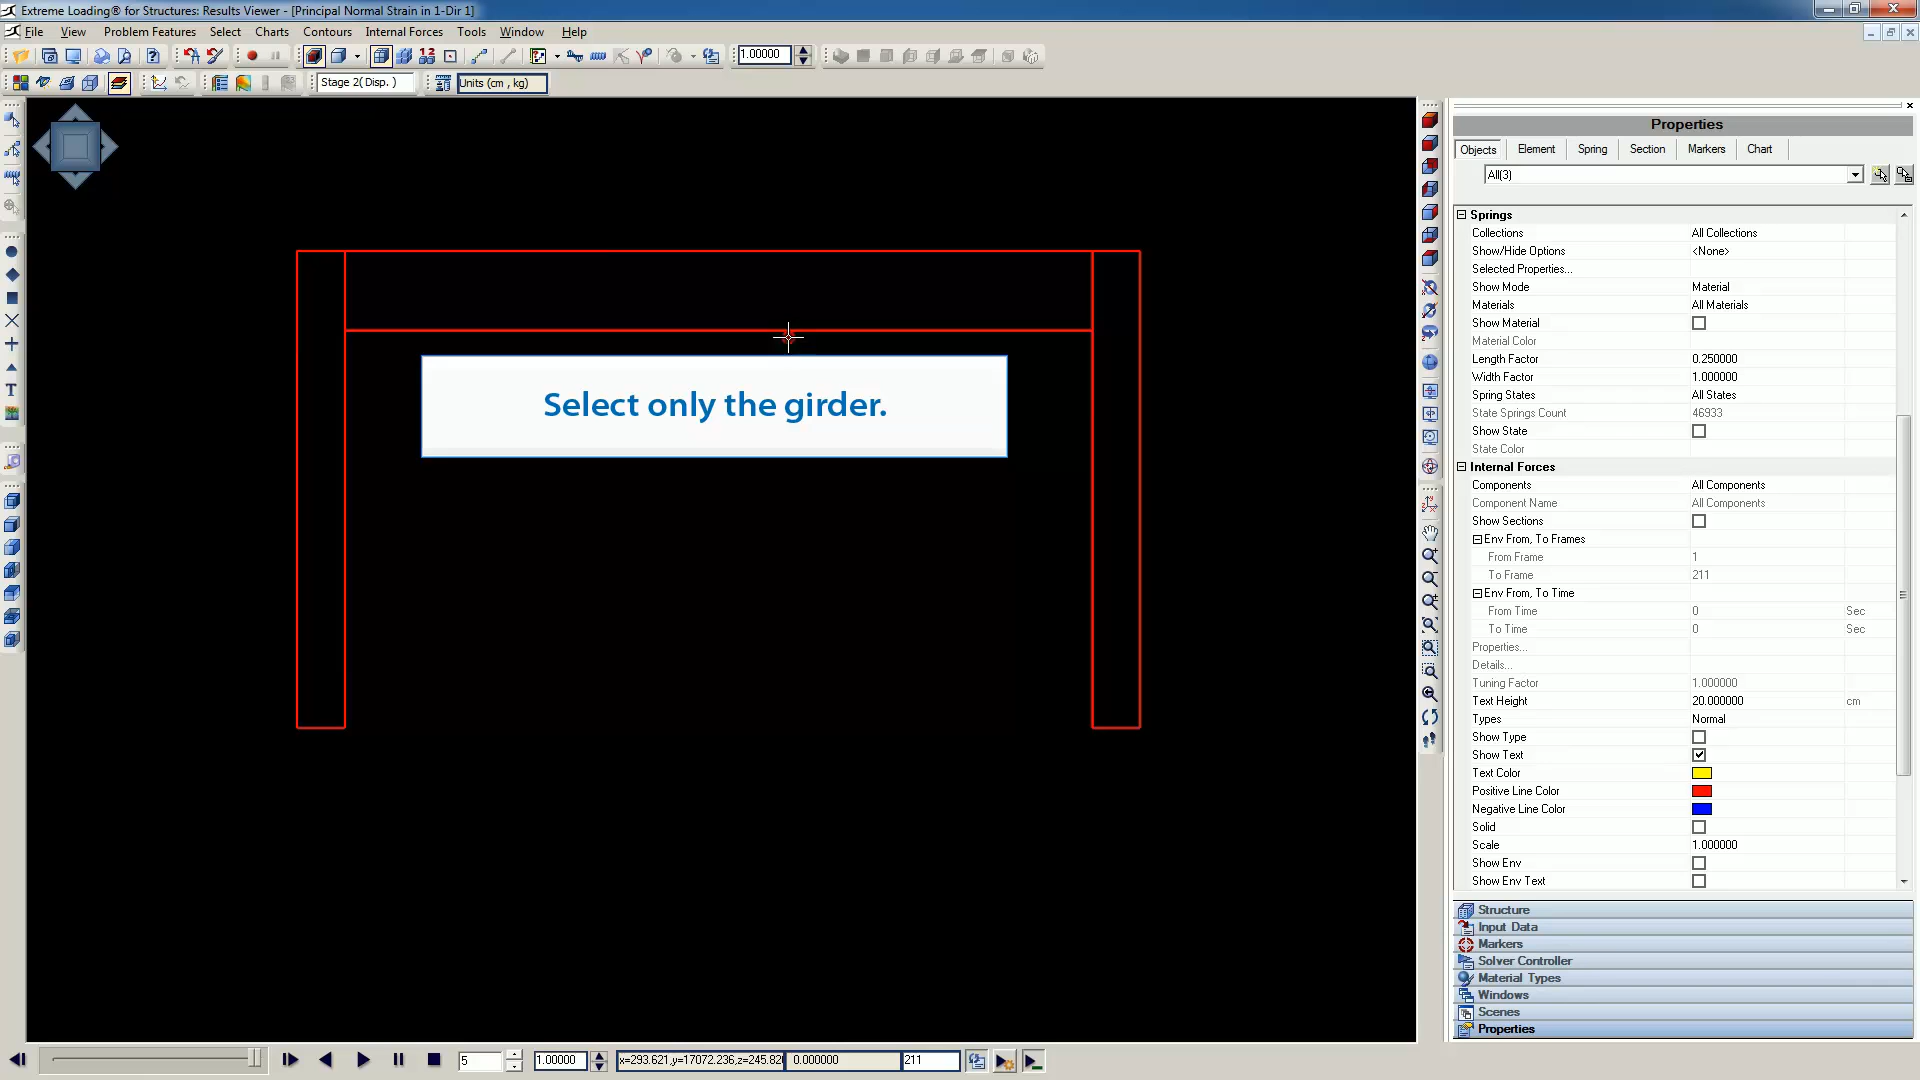 Extreme Loading® for Structures: Results Viewer - [Principal Normal Strain in 1-Dir 1]
File View Problem Features Select Charts Contours Internal Forces Tools Window Help
1.00000
Stage 2( Disp. ) Units (cm , kg)
Properties
Objects Element Spring Section Markers Chart
All(3)
Springs
Collections All Collections
Show/Hide Options <None>
Selected Properties...
Show Mode Material
Materials All Materials
Show Material
Material Color
Length Factor 0.250000
Width Factor 1.000000
Spring States All States
State Springs Count 46933
Show State
State Color
Internal Forces
Components All Components
Component Name All Components
Show Sections
Env From, To Frames
From Frame 1
To Frame 211
Env From, To Time
From Time 0 Sec
To Time 0 Sec
Properties...
Details...
Tuning Factor 1.000000
Text Height 20.000000 cm
Types Normal
Show Type
Show Text
Text Color
Positive Line Color
Negative Line Color
Solid
Scale 1.000000
Show Env
Show Env Text
Select only the girder.
Structure
Input Data
Markers
Solver Controller
Material Types
Windows
Scenes
Properties
5 1.00000 x=293.621,y=17072.236,z=245.82 0.000000 211